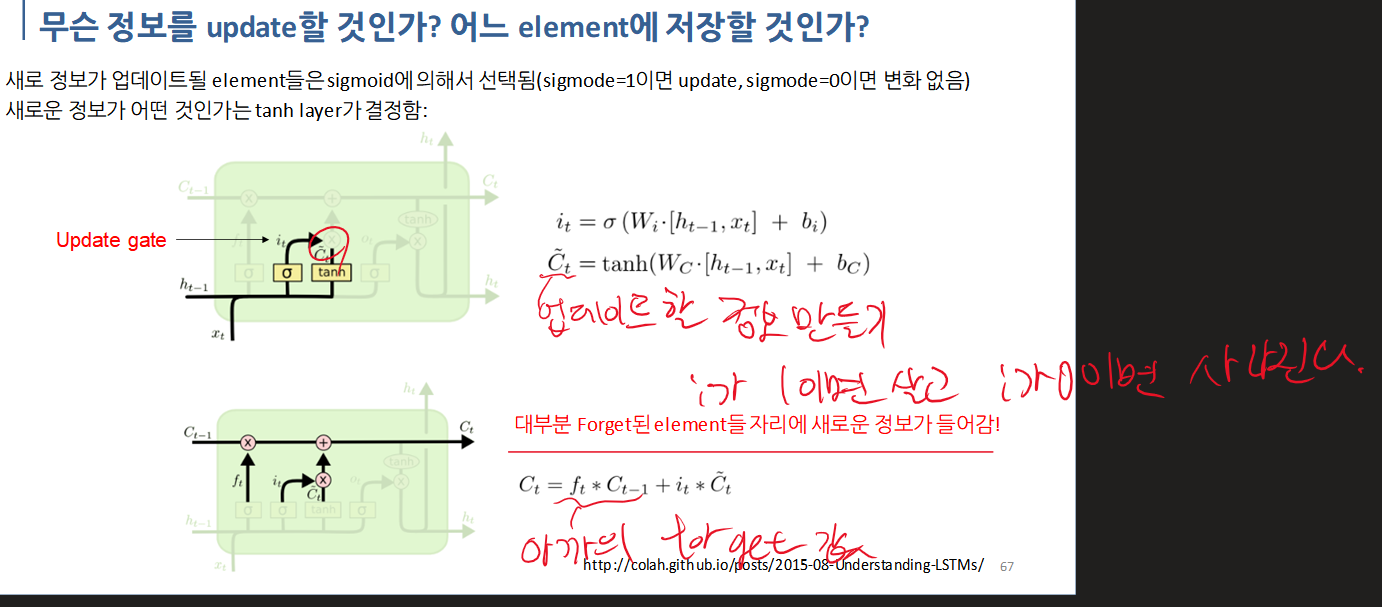 무슨 정보를 update할 것인가? 어느 element에 저장할 것인가?
새로 정보가 업데이트될 element들은 sigmoid에 의해서 선택됨(sigmode=1이면 update, sigmode=0이면 변화 없음)
새로운 정보가 어떤 것인가는 tanh layer가 결정함:
h_t
C_{t-1}
C_t
tanh
Update gate
i_t
o_t
C̃_t
σ σ tanh σ
h_{t-1}
h_t
x_t
i_t = σ(W_i·[h_{t-1}, x_t] + b_i)
C̃_t = tanh(W_C·[h_{t-1}, x_t] + b_C)
업데이트할 정보 만들기
i가 1이면 살고 i가 0이면 사라진다.
대부분 Forget된 element들 자리에 새로운 정보가 들어감!
h_t
C_{t-1}
C_t
tanh
f_t
i_t
o_t
C̃_t
σ σ tanh σ
h_{t-1}
h_t
x_t
C_t = f_t * C_{t-1} + i_t * C̃_t
아까의
http://colah.github.io/posts/2015-08-Understanding-LSTMs/
67